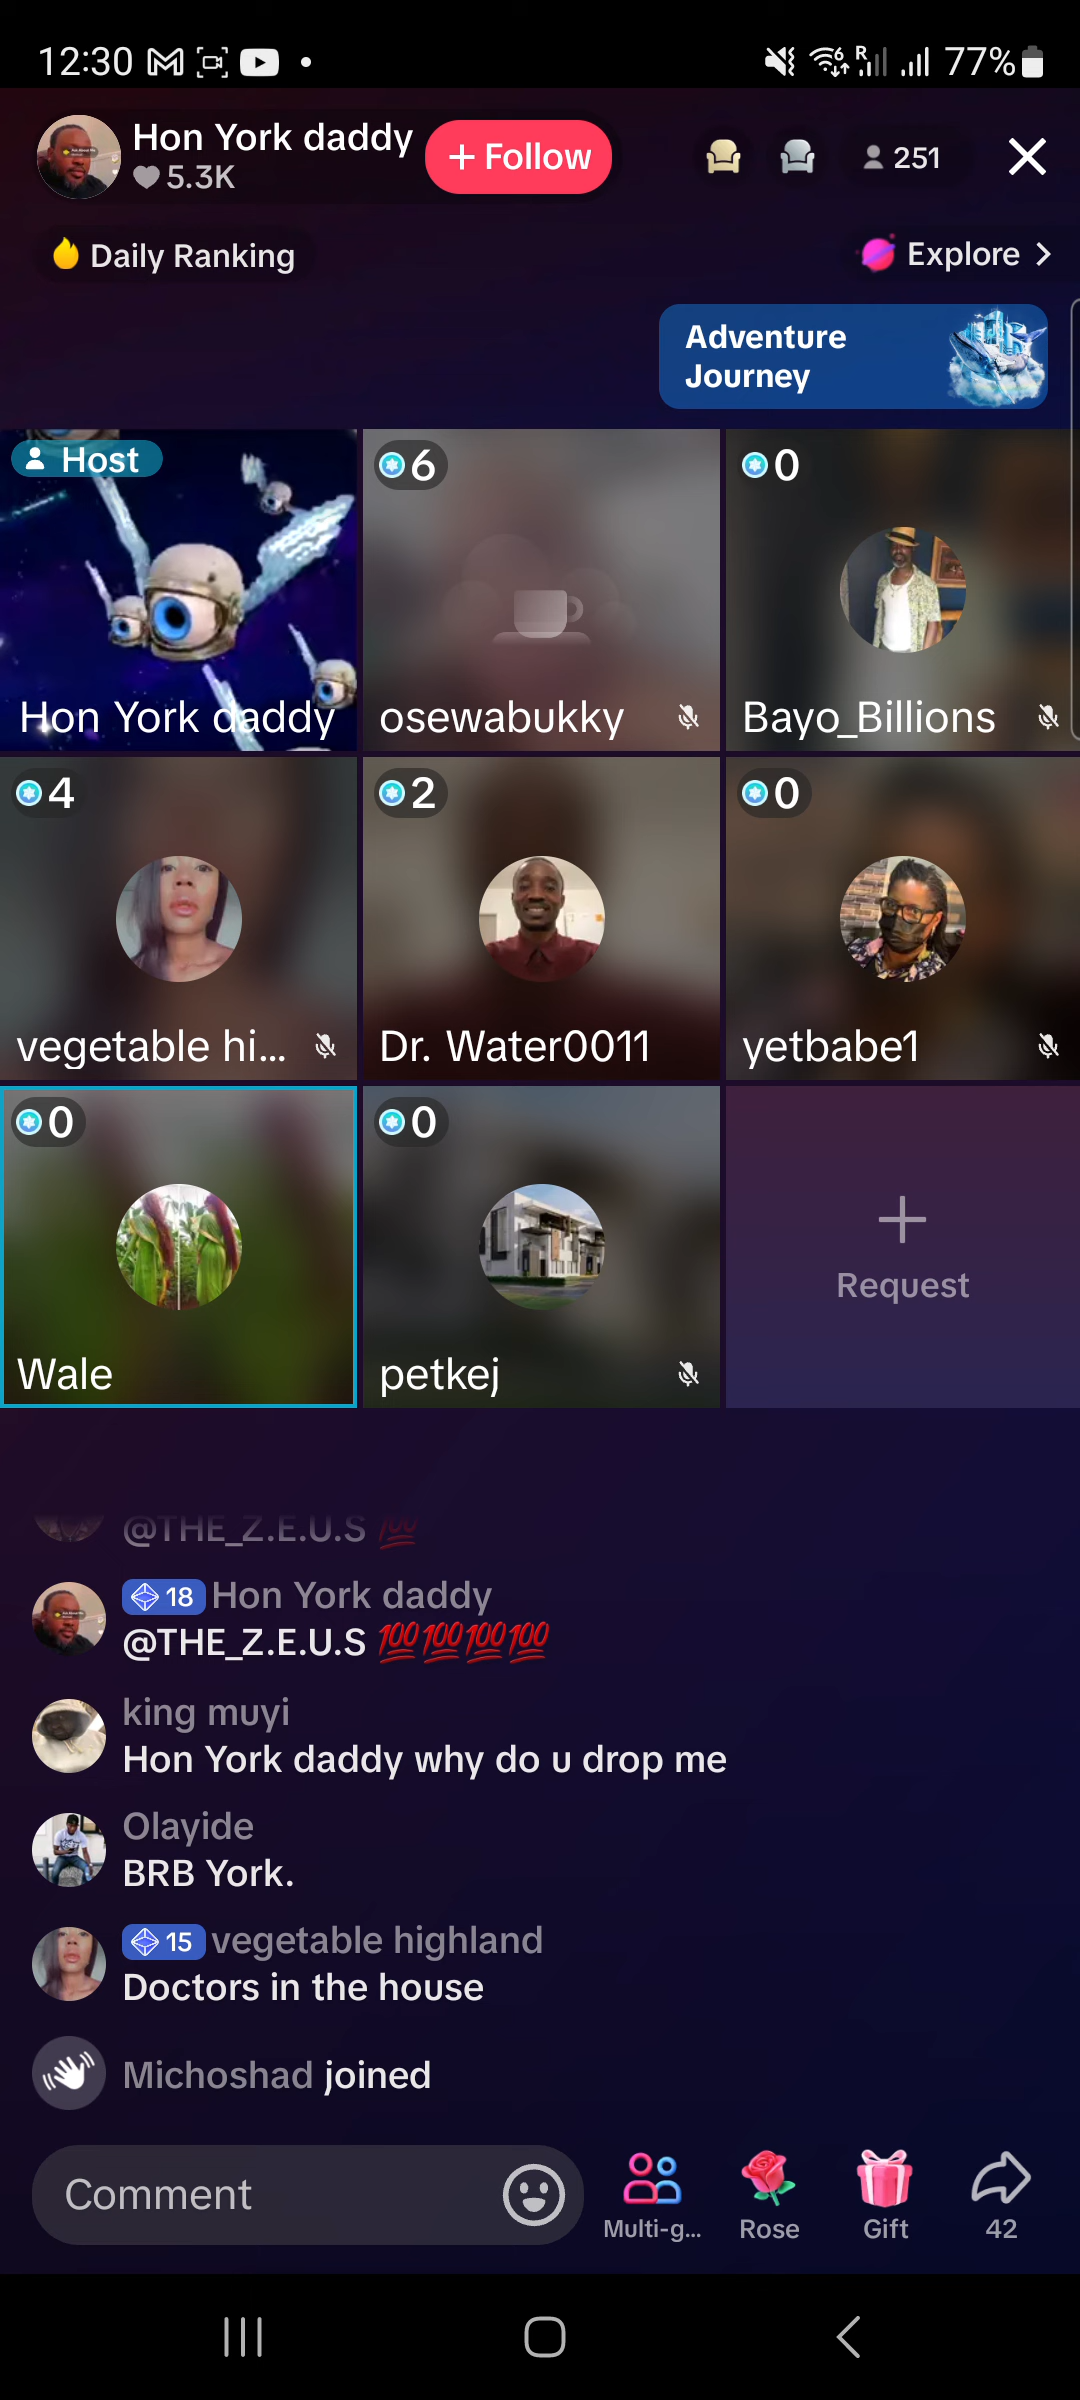 12:30
R
77%
Hon York daddy
5.3K
+ Follow
251
Daily Ranking
Explore >
Adventure
Journey
Host
Hon York daddy
6
osewabukky
0
Bayo_Billions
4
vegetable hi...
2
Dr. Water0011
0
yetbabe1
0
Wale
0
petkej
Request
@THE_Z.E.U.S 💯
18 Hon York daddy
@THE_Z.E.U.S 💯💯💯💯
king muyi
Hon York daddy why do u drop me
Olayide
BRB York.
15 vegetable highland
Doctors in the house
Michoshad joined
Comment
Multi-g...
Rose
Gift
42